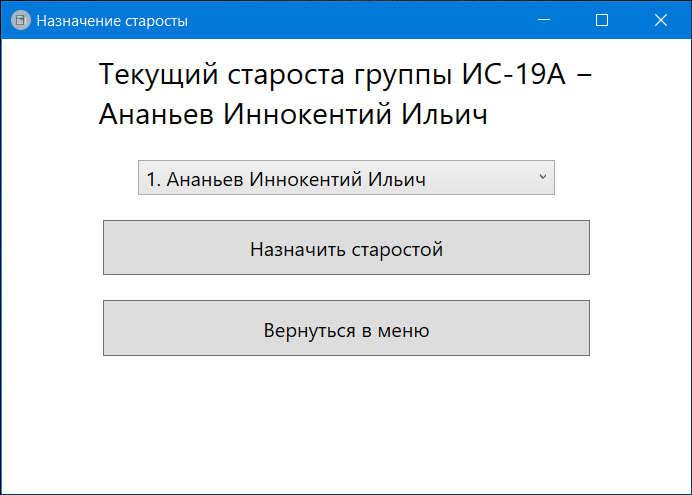 Назначение старосты
Текущий староста группы ИС-19А –
Ананьев Иннокентий Ильич
1. Ананьев Иннокентий Ильич
Назначить старостой
Вернуться в меню